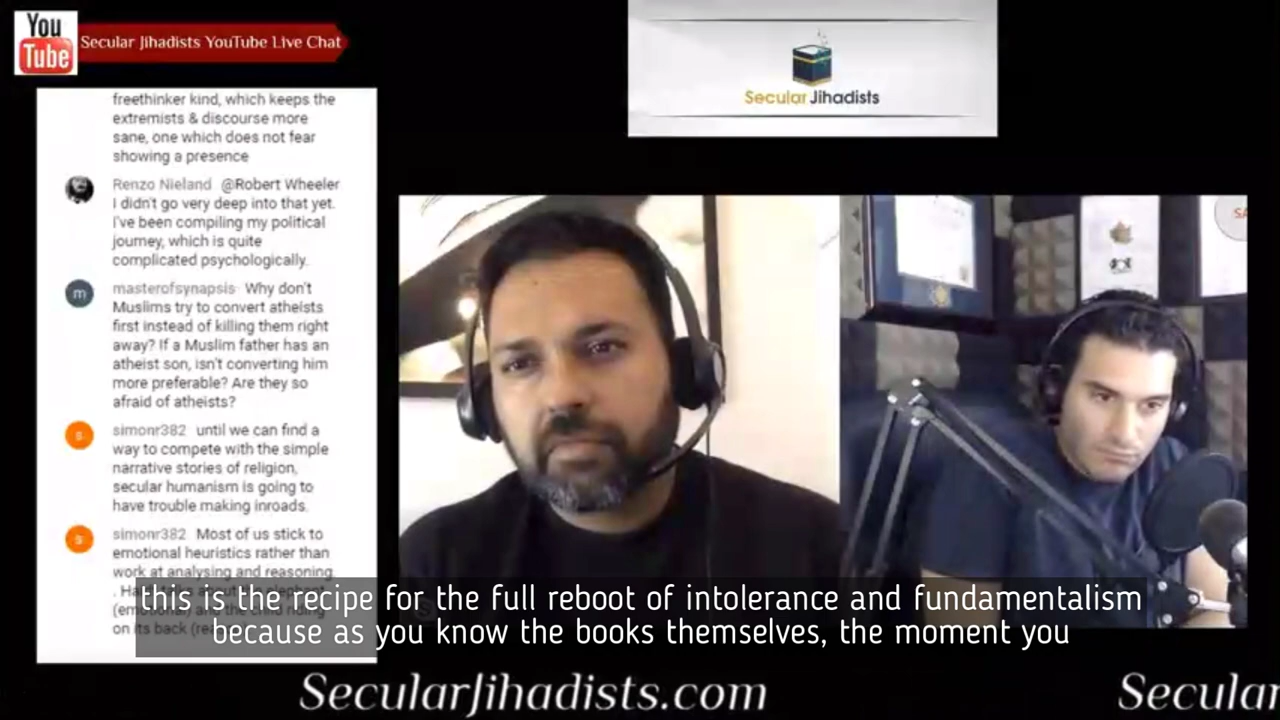 You
Tube
Secular Jihadists YouTube Live Chat
Secular Jihadists
freethinker kind, which keeps the
extremists & discourse more
sane, one which does not fear
showing a presence
Renzo Nieland @Robert Wheeler
I didn't go very deep into that yet.
I've been compiling my political
journey, which is quite
complicated psychologically.
m
masterofsynapsis Why don't
Muslims try to convert atheists
first instead of killing them right
away? If a Muslim father has an
atheist son, isn't converting him
more preferable? Are they so
afraid of atheists?
s
simonr382 until we can find a
way to compete with the simple
narrative stories of religion,
secular humanism is going to
have trouble making inroads.
s
simonr382 Most of us stick to
emotional heuristics rather than
work at analysing and reasoning
on its back
SA
this is the recipe for the full reboot of intolerance and fundamentalism
because as you know the books themselves, the moment you
SecularJihadists.com
Secular